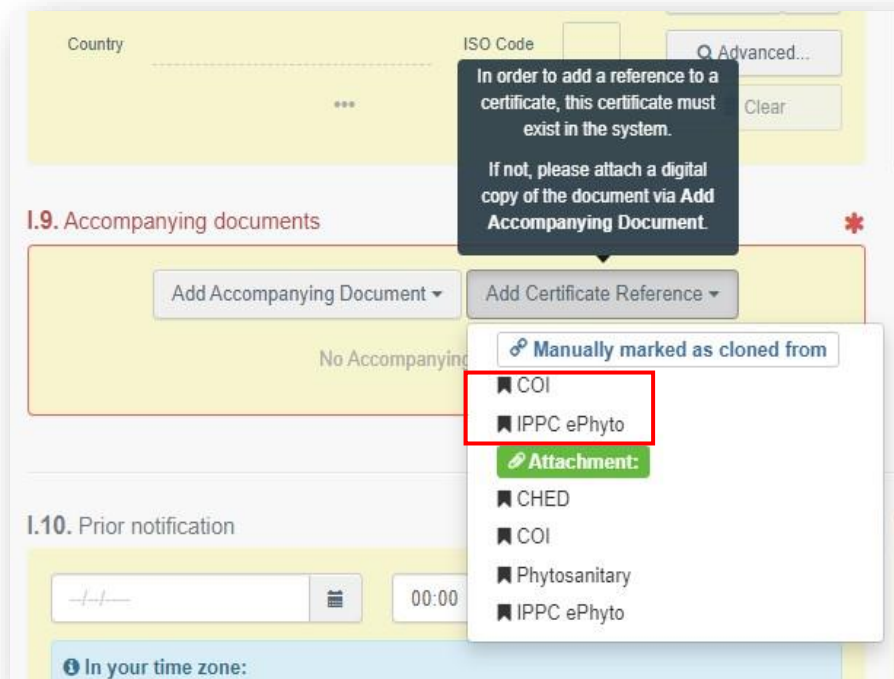 Country
ISO Code
Advanced...
Clear
•••
In order to add a reference to a
certificate, this certificate must
exist in the system.
If not, please attach a digital
copy of the document via Add
Accompanying Document.
I.9. Accompanying documents
Add Accompanying Document
Add Certificate Reference
No Accompanying
Manually marked as cloned from
COI
IPPC ePhyto
Attachment:
CHED
COI
Phytosanitary
IPPC ePhyto
I.10. Prior notification
--/--/----
00:00
In your time zone: